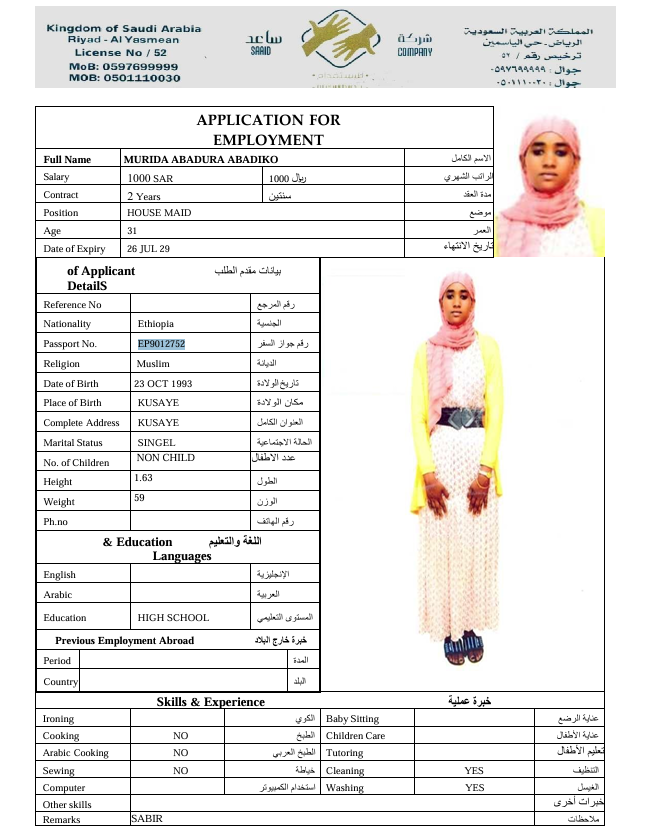 Kingdom of Saudi Arabia
Riyad - Al Yesmean
License No / 52
MoB: 0597699999
MOB: 0501110030
ساعد
SAAID
شركة
COMPANY
المملكة العربية السعودية
الرياض - حي الياسمين
ترخيص رقم / ٥٢
جوال : ٠٥٩٧٦٩٩٩٩٩
جوال : ٠٥٠١١١٠٠٣٠
APPLICATION FOR
EMPLOYMENT
Full Name MURIDA ABADURA ABADIKO الاسم الكامل
Salary 1000 SAR 1000 ريال الراتب الشهري
Contract 2 Years سنتين مدة العقد
Position HOUSE MAID موضع
Age 31 العمر
Date of Expiry 26 JUL 29 تاريخ الانتهاء
of Applicant بيانات مقدم الطلب
DetailS
Reference No رقم المرجع
Nationality Ethiopia الجنسية
Passport No. EP9012752 رقم جواز السفر
Religion Muslim الديانة
Date of Birth 23 OCT 1993 تاريخ الولادة
Place of Birth KUSAYE مكان الولادة
Complete Address KUSAYE العنوان الكامل
Marital Status SINGEL الحالة الاجتماعية
No. of Children NON CHILD عدد الاطفال
Height 1.63 الطول
Weight 59 الوزن
Ph.no رقم الهاتف
& Education اللغة والتعليم
Languages
English الإنجليزية
Arabic العربية
Education HIGH SCHOOL المستوى التعليمي
Previous Employment Abroad خبرة خارج البلاد
Period المدة
Country البلد
Skills & Experience خبرة عملية
Ironing الكوي Baby Sitting عناية الرضع
Cooking NO الطبخ Children Care عناية الأطفال
Arabic Cooking NO الطبخ العربي Tutoring تعليم الأطفال
Sewing NO خياطة Cleaning YES التنظيف
Computer استخدام الكمبيوتر Washing YES الغسيل
Other skills خبرات أخرى
Remarks SABIR ملاحظات